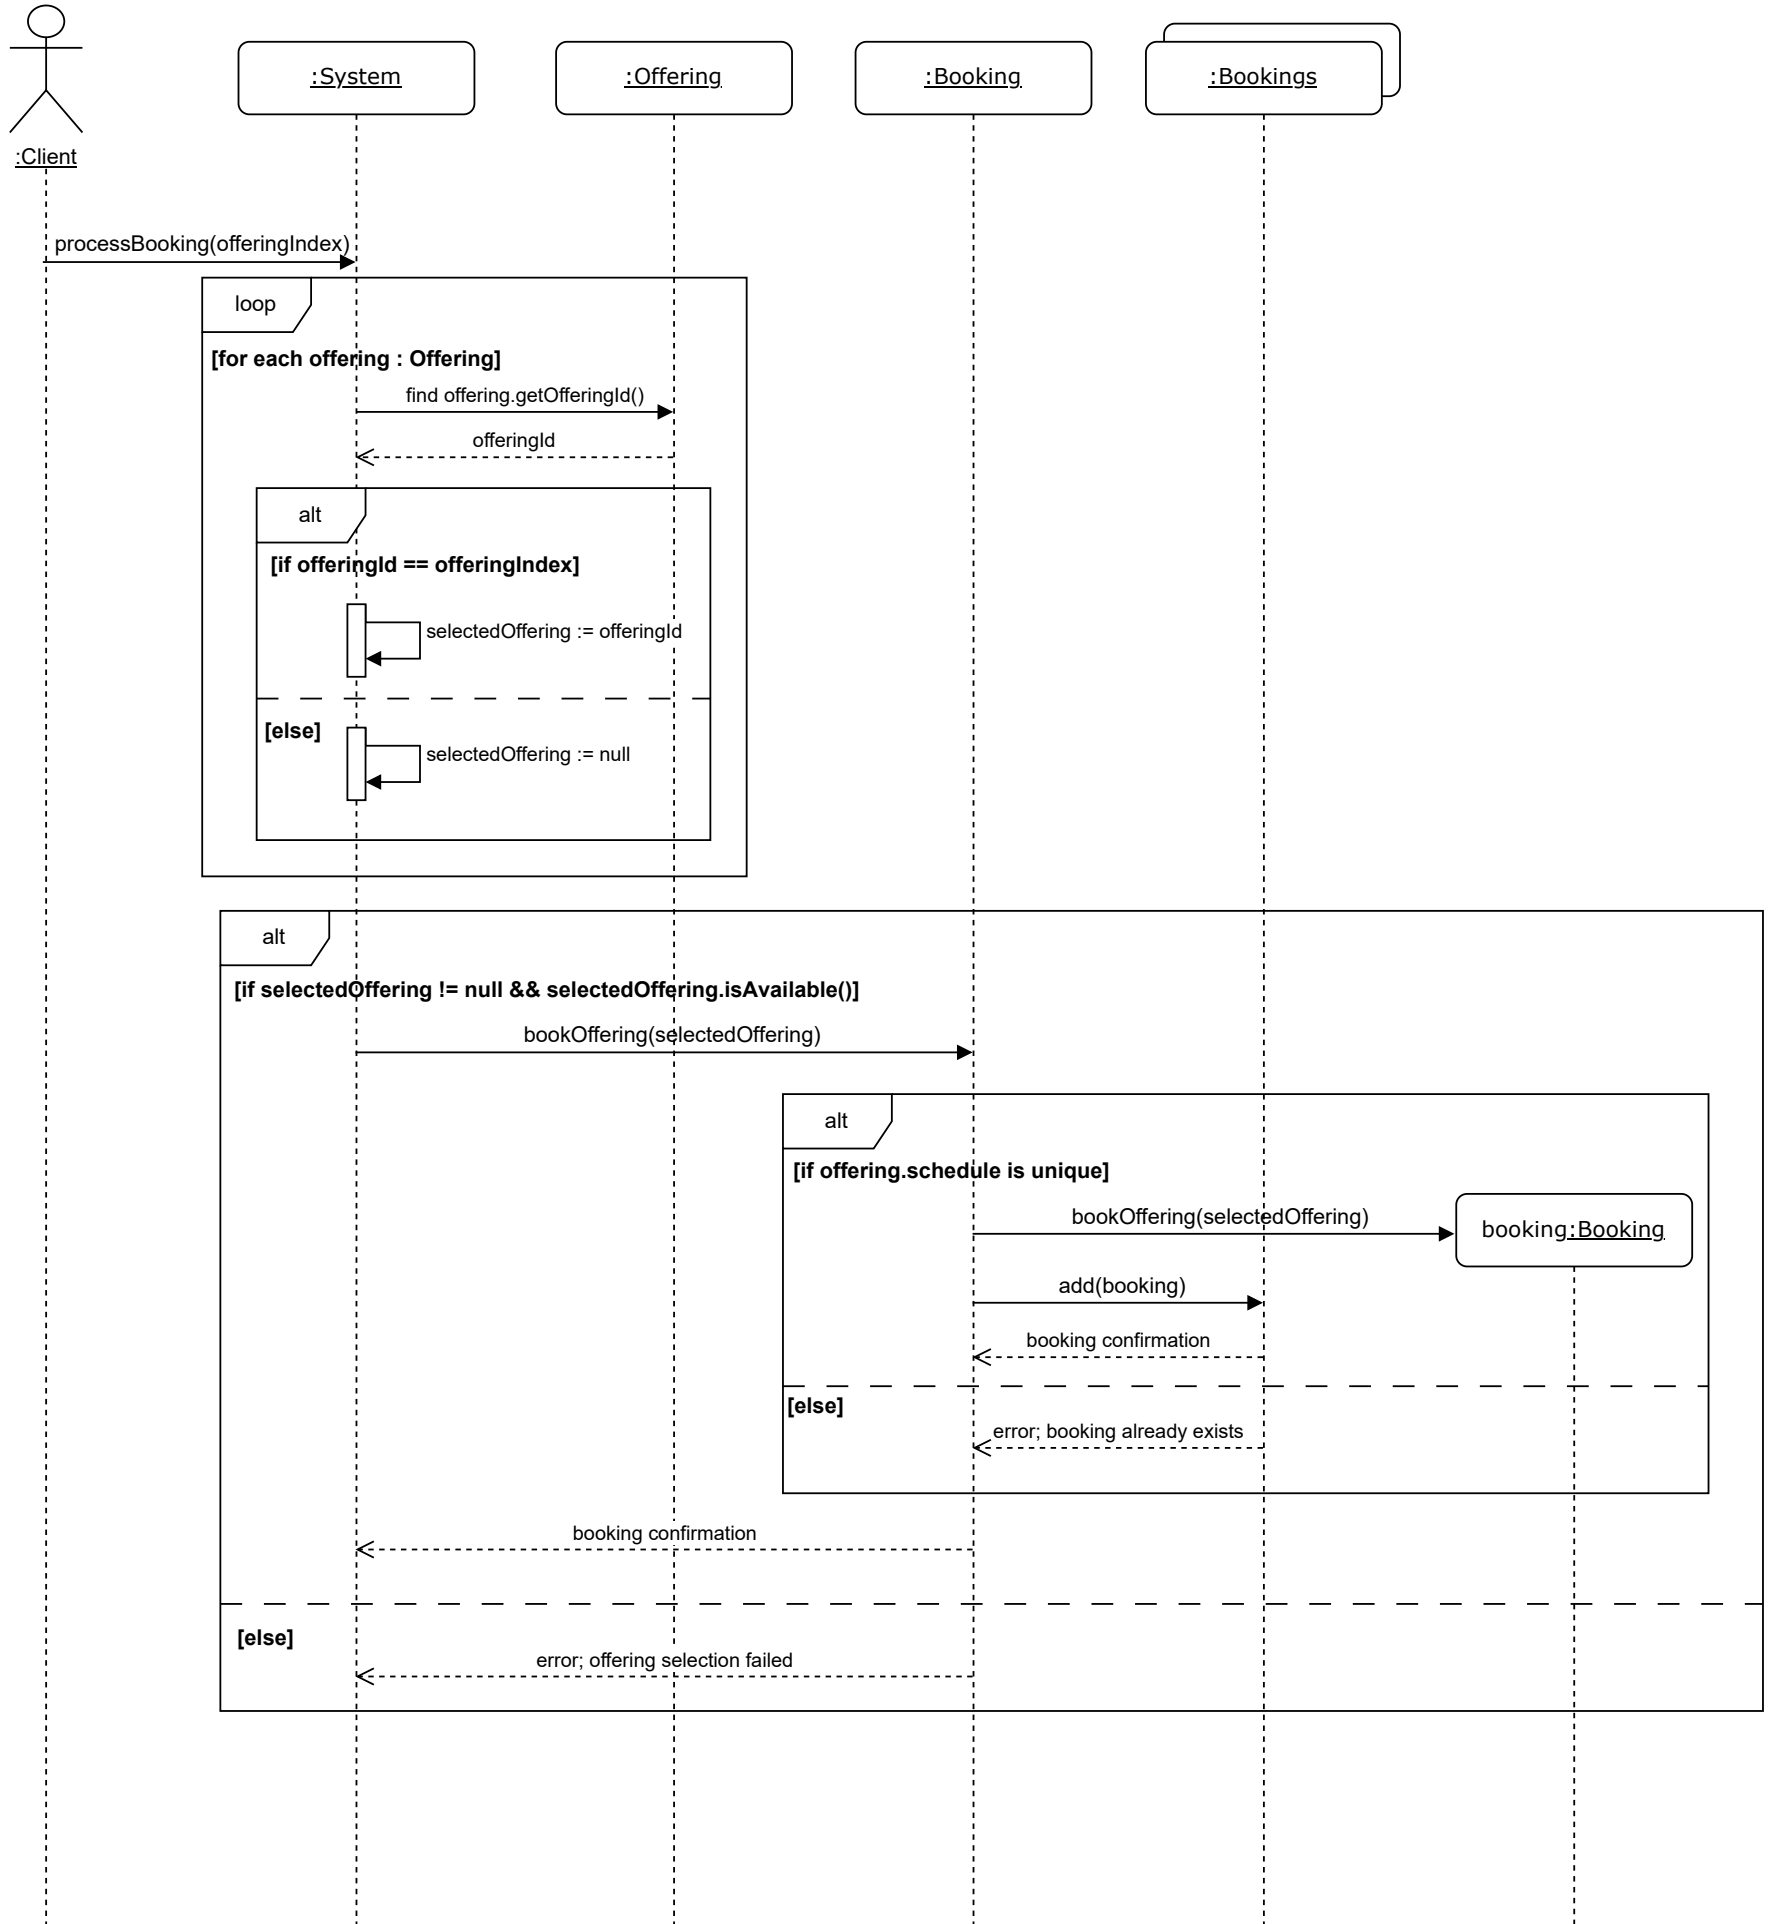 :System
:Offering
:Booking
:Bookings
:Client
processBooking(offeringIndex)
loop
[for each offering : Offering]
find offering.getOfferingId()
offeringId
alt
[if offeringId == offeringIndex]
selectedOffering := offeringId
[else]
selectedOffering := null
alt
[if selectedOffering != null && selectedOffering.isAvailable()]
bookOffering(selectedOffering)
alt
[if offering.schedule is unique]
bookOffering(selectedOffering)
booking:Booking
add(booking)
booking confirmation
[else]
error; booking already exists
booking confirmation
[else]
error; offering selection failed